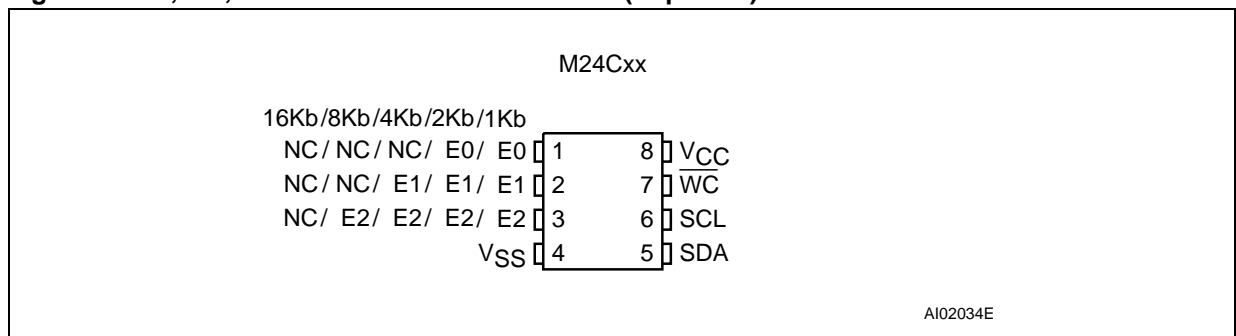 M24Cxx
16Kb/8Kb/4Kb/2Kb/1Kb
NC/ NC/ NC/ E0/ E0 1 8 VCC
NC/ NC/ E1/ E1/ E1 2 7 W̅C̅
NC/ E2/ E2/ E2/ E2 3 6 SCL
VSS 4 5 SDA
AI02034E